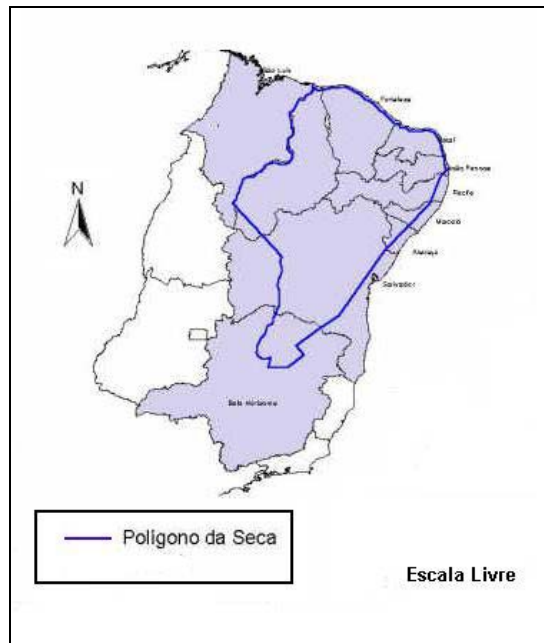 São Luís
Fortaleza
Natal
João Pessoa
Recife
Maceió
Aracaju
Salvador
N
Belo Horizonte
Polígono da Seca
Escala Livre